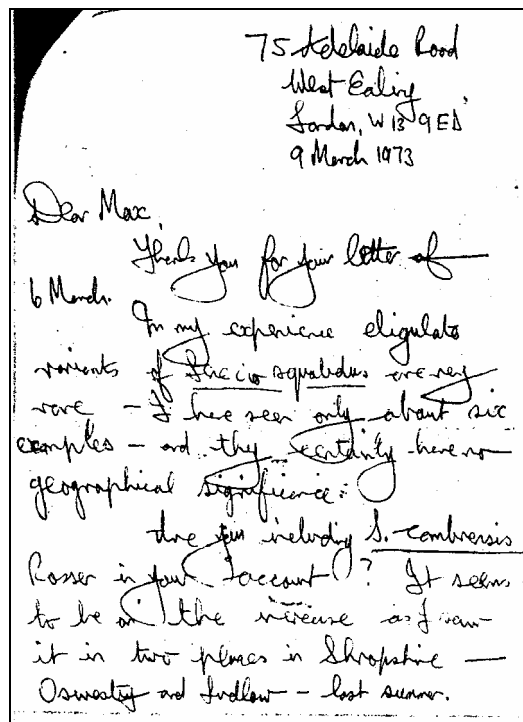 75 Adelaide Road
West Ealing
London, W13 9ED,
9 March 1973
Dear Max,
Thank you for your letter of
6 March.
In my experience eligulate
variants of Senecio squalidus are very
rare – I have seen only about six
examples – and they certainly have no
geographical significance.
Are you including S. cambrensis
Rosser in your account? It seems
to be on the increase as I saw
it in two places in Shropshire —
Oswestry and Ludlow – last summer.